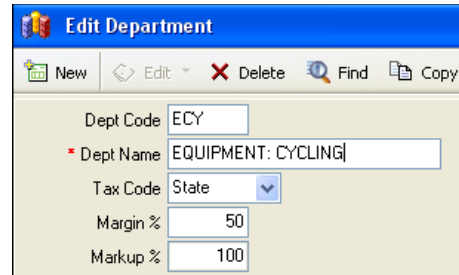 Edit Department
New Edit Delete Find Copy
Dept Code ECY
* Dept Name EQUIPMENT: CYCLING
Tax Code State
Margin % 50
Markup % 100